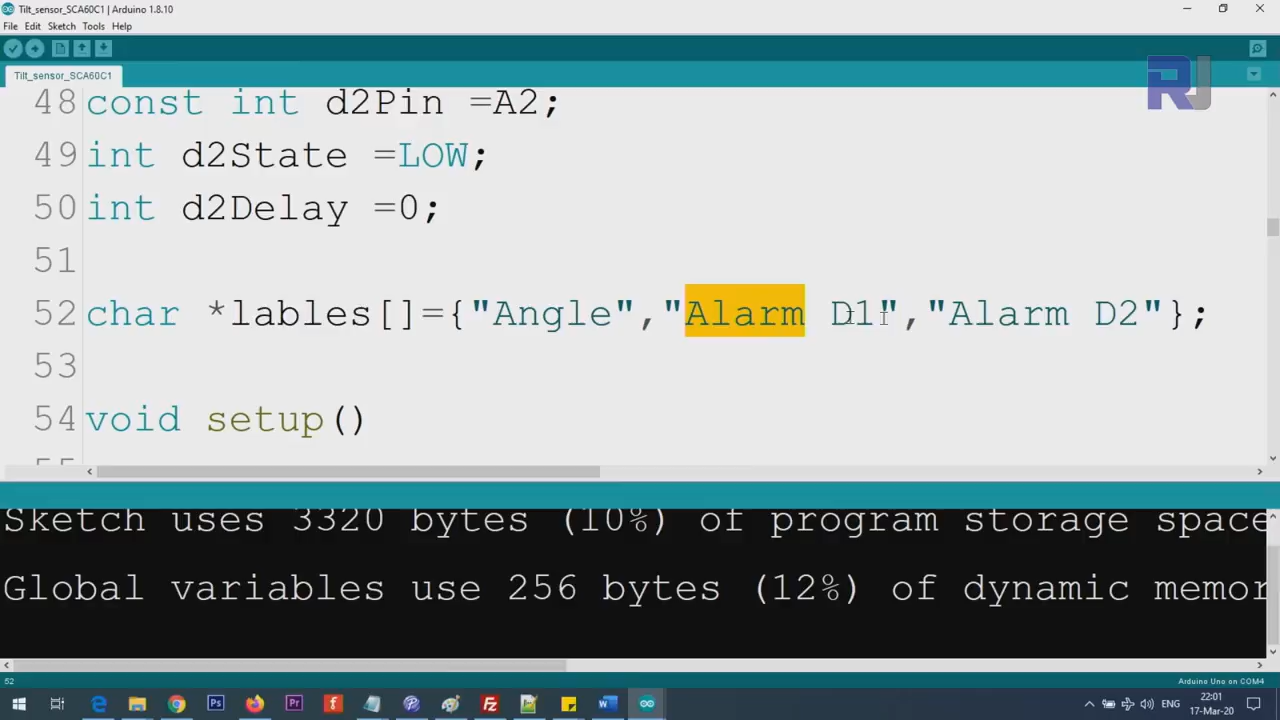 Tilt_sensor_SCA60C1 | Arduino 1.8.10
File Edit Sketch Tools Help
Tilt_sensor_SCA60C1
RJ
48 const int d2Pin =A2;
49 int d2State =LOW;
50 int d2Delay =0;
51
52 char *lables[]={"Angle","Alarm D1","Alarm D2"};
53
54 void setup()
55
Sketch uses 3320 bytes (10%) of program storage space
Global variables use 256 bytes (12%) of dynamic memor
52
Arduino Uno on COM4
ENG
22:01
17-Mar-20